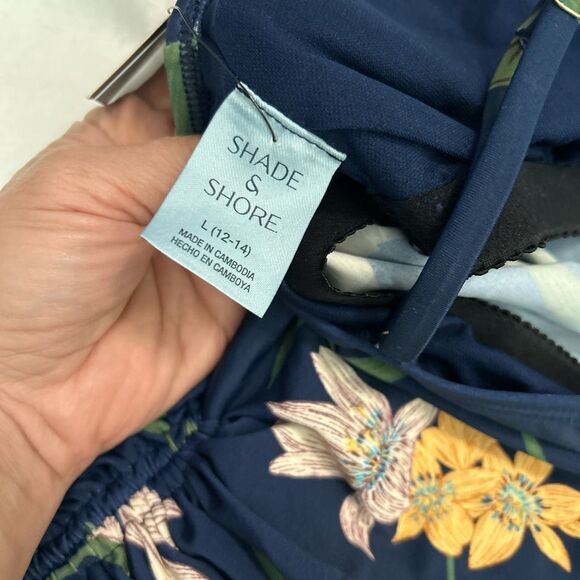 SHADE
&
SHORE
L (12-14)
MADE IN CAMBODIA
HECHO EN CAMBOYA